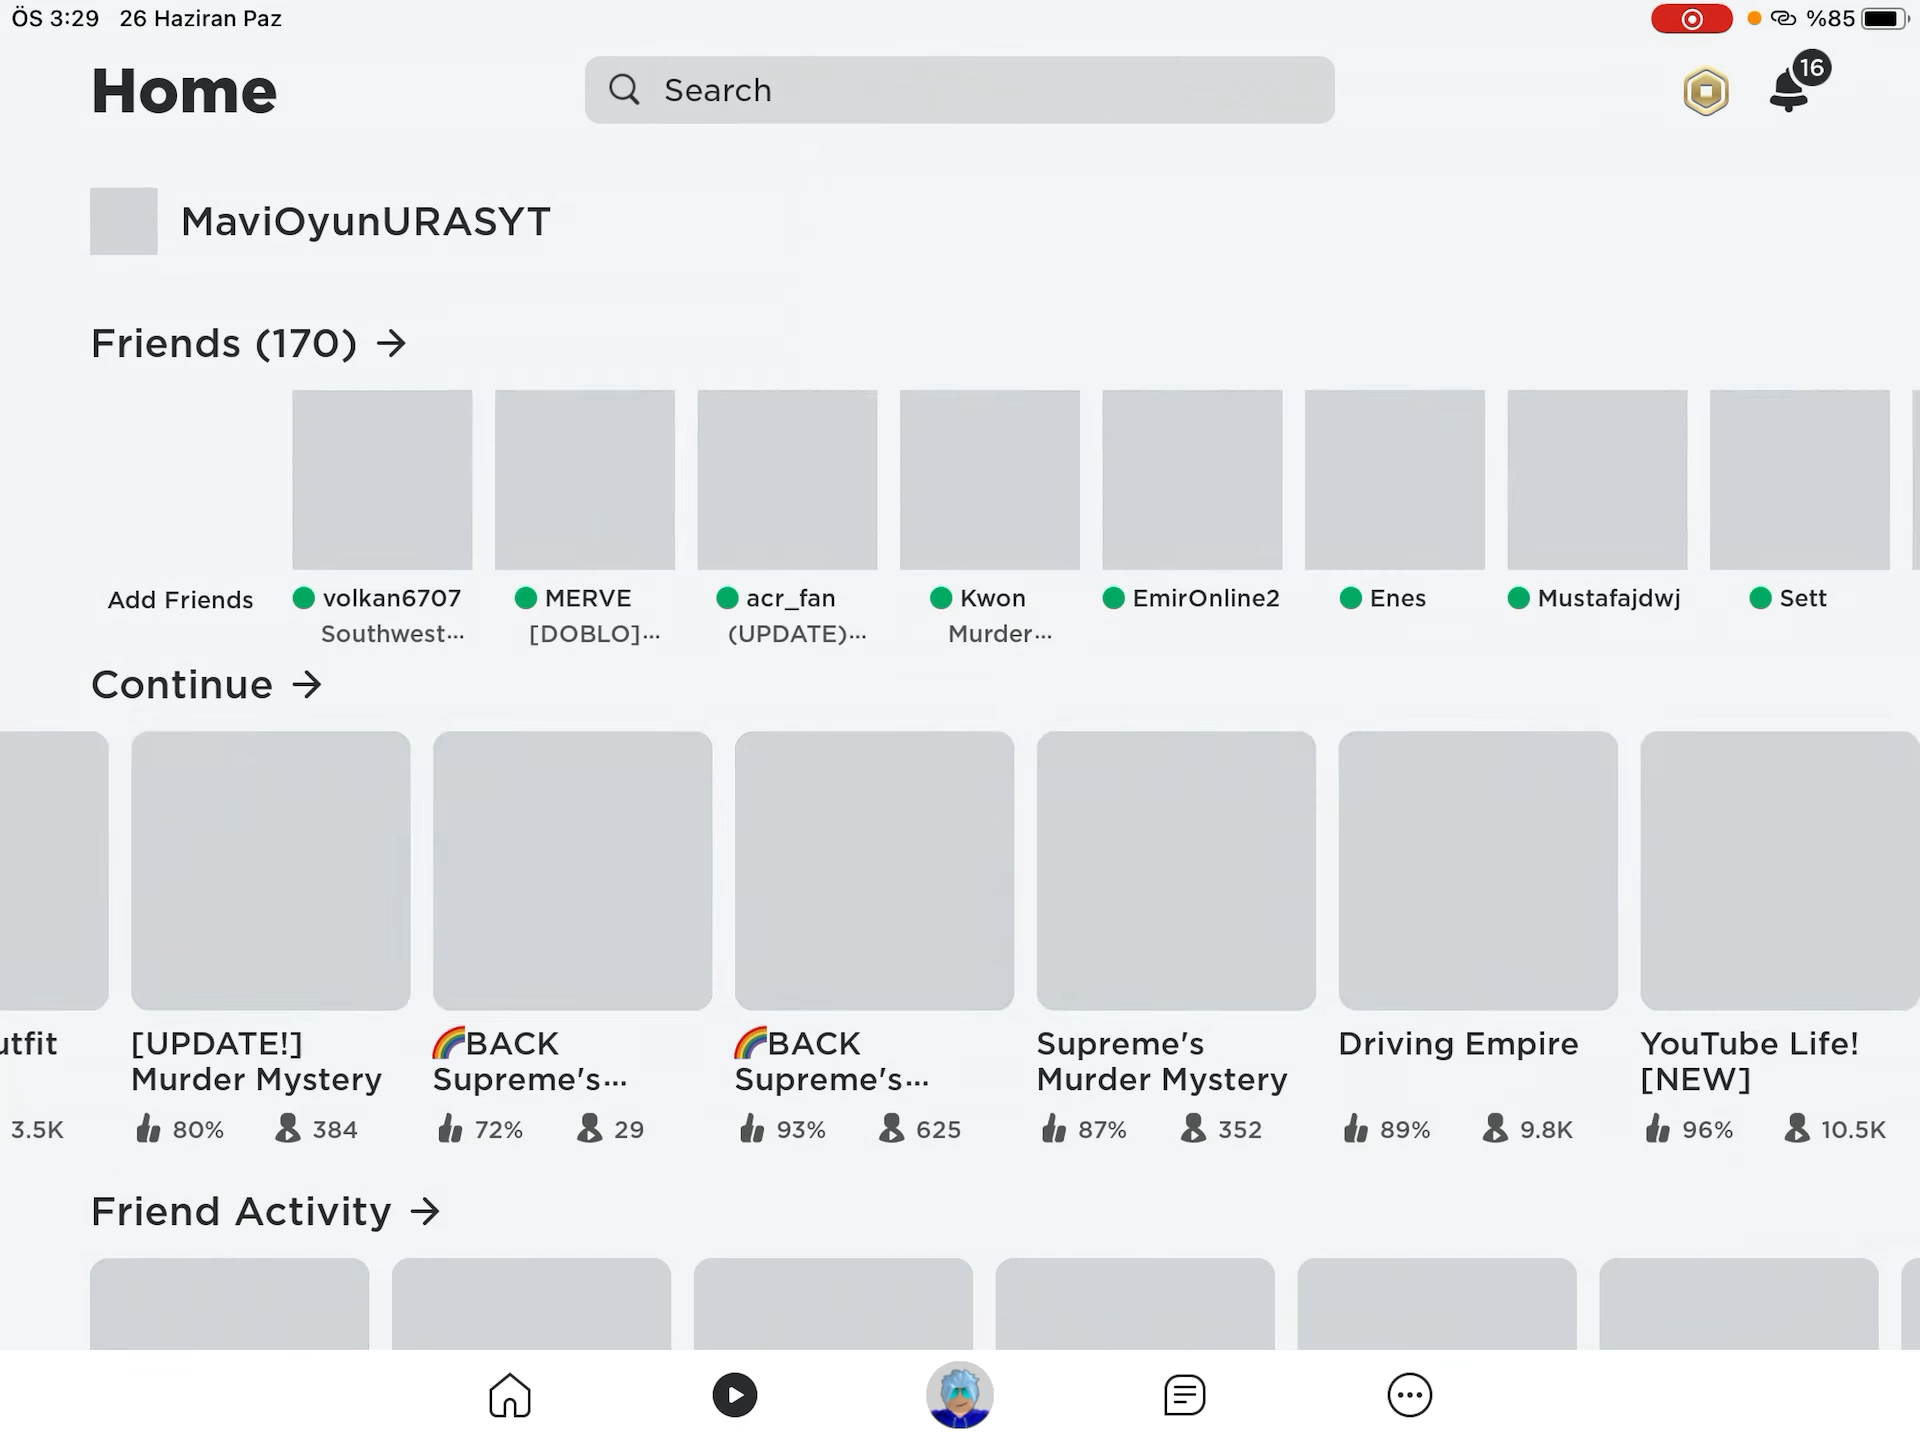 ÖS 3:29 26 Haziran Paz %85
Home
Search
16
MaviOyunURASYT
Friends (170) →
Add Friends
volkan6707
Southwest...
MERVE
[DOBLO]...
acr_fan
(UPDATE)...
Kwon
Murder...
EmirOnline2
Enes
Mustafajdwj
Sett
Continue →
utfit
3.5K
[UPDATE!]
Murder Mystery
80% 384
🌈BACK
Supreme's...
72% 29
🌈BACK
Supreme's...
93% 625
Supreme's
Murder Mystery
87% 352
Driving Empire
89% 9.8K
YouTube Life!
[NEW]
96% 10.5K
Friend Activity →